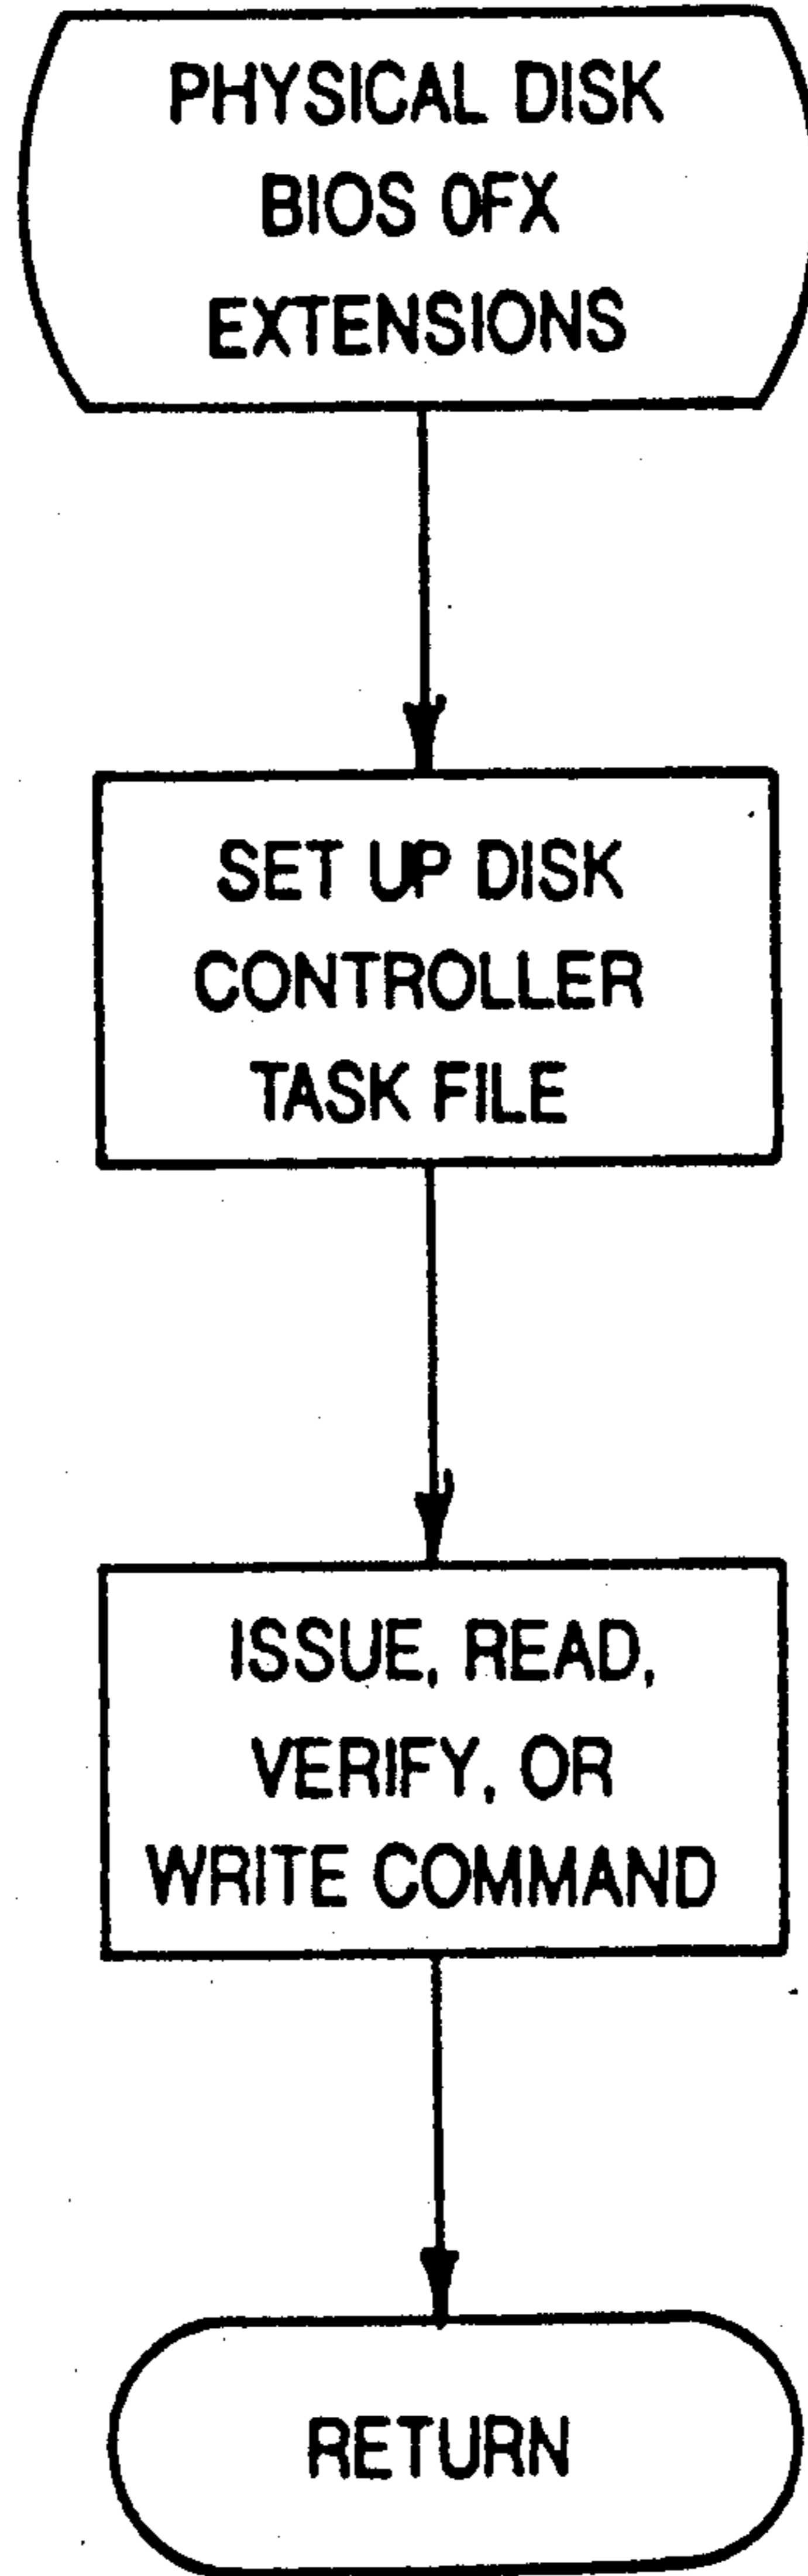 PHYSICAL DISK
BIOS 0FX
EXTENSIONS
SET UP DISK
CONTROLLER
TASK FILE
ISSUE, READ,
VERIFY, OR
WRITE COMMAND
RETURN